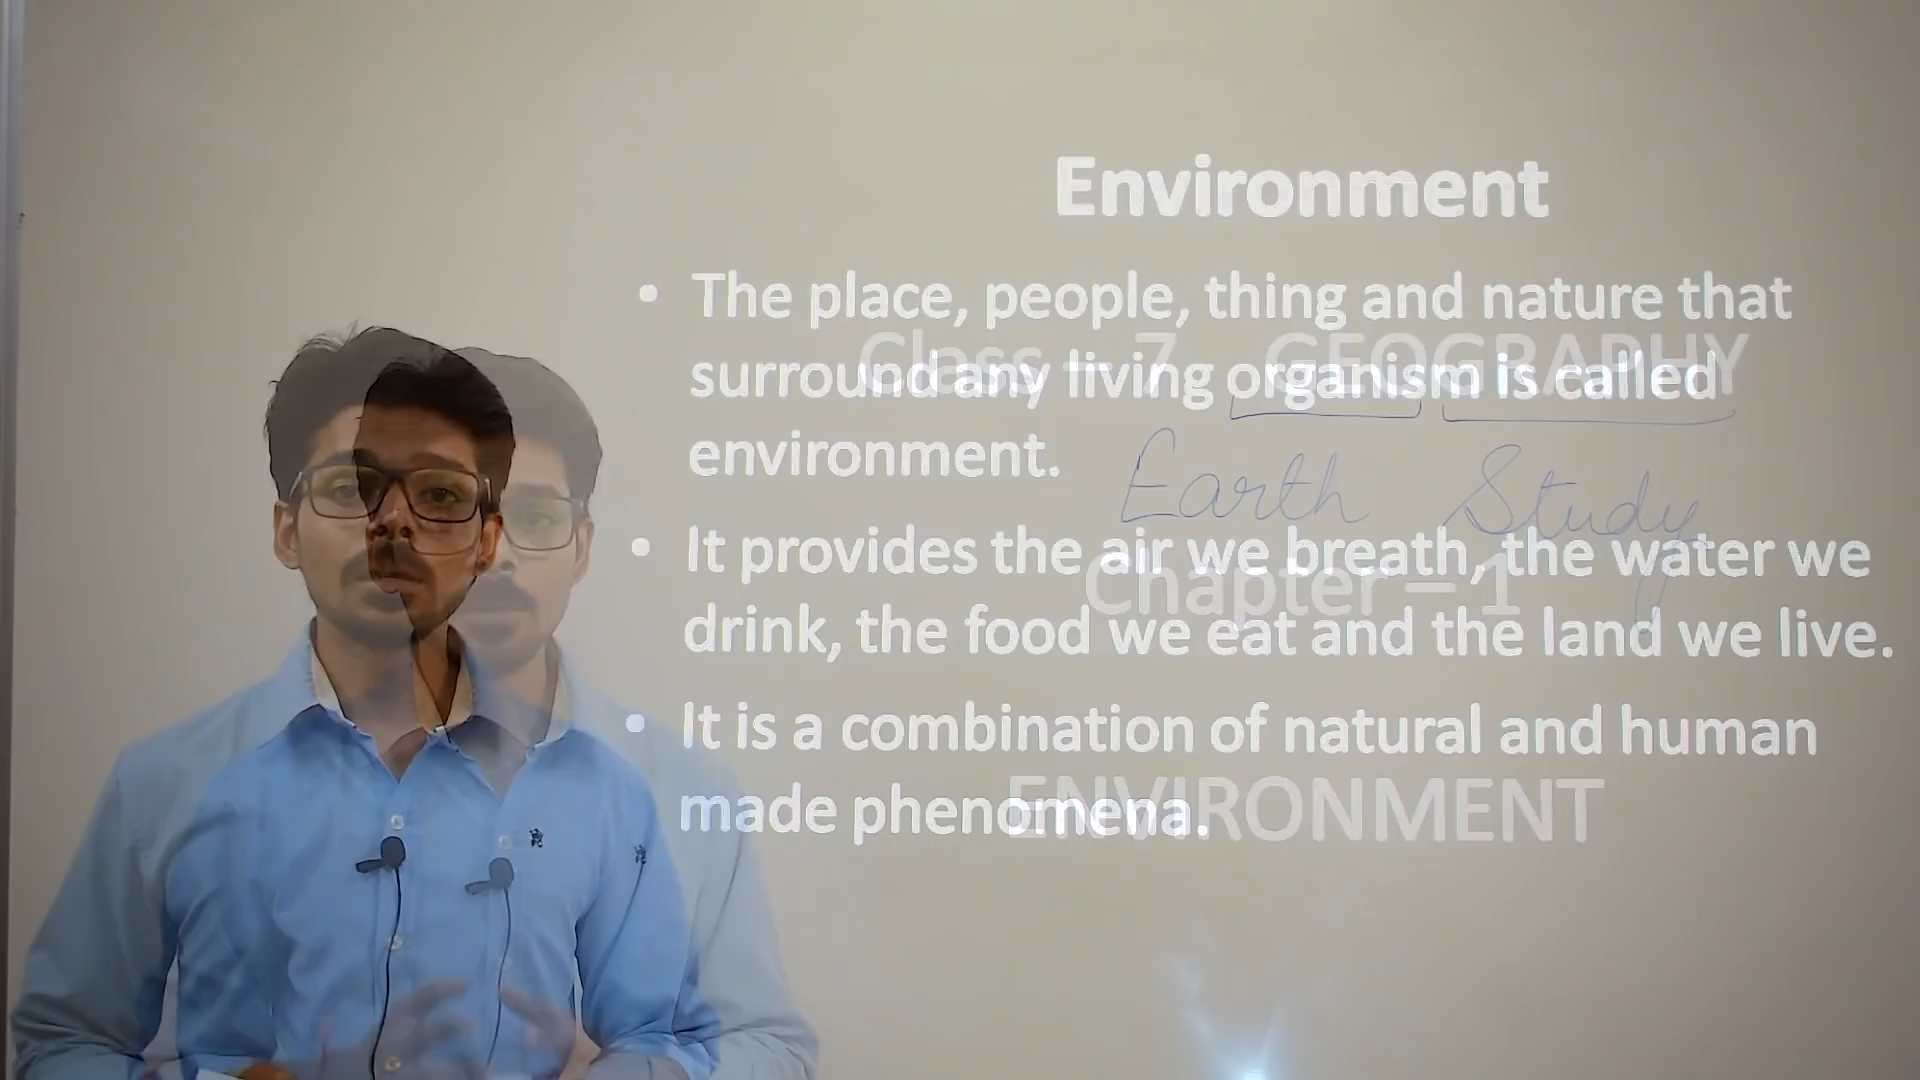 Environment
• The place, people, thing and nature that
surround any living organism is called
environment.
• It provides the air we breath, the water we
drink, the food we eat and the land we live.
• It is a combination of natural and human
made phenomena.
Class – 7 GEOGRAPHY
Earth Study
Chapter – 1
ENVIRONMENT